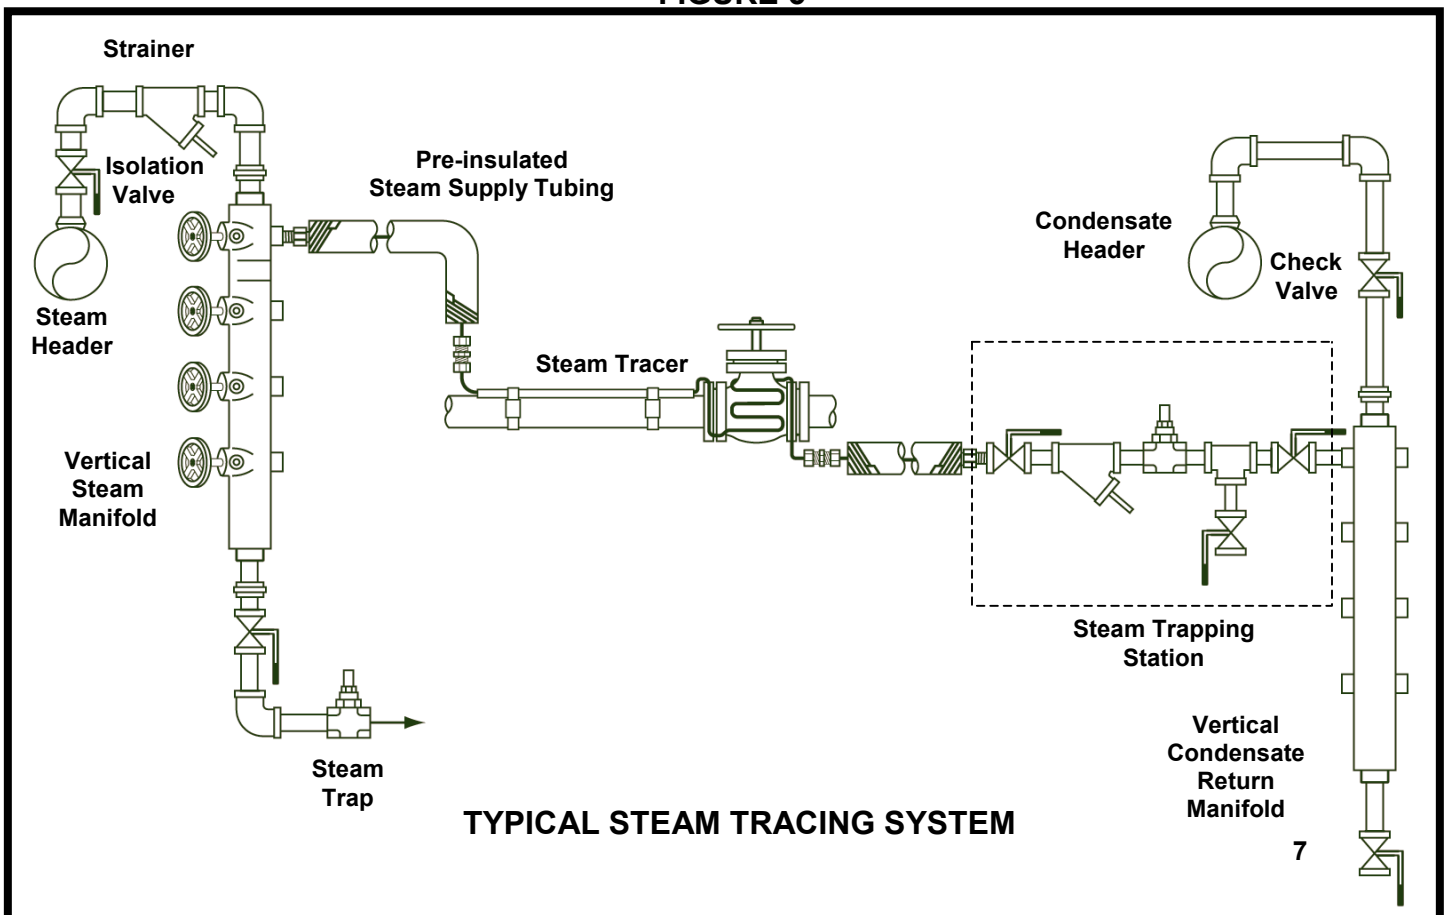 Strainer
Isolation
Valve
Pre-insulated
Steam Supply Tubing
Condensate
Header
Check
Valve
Steam
Header
Steam Tracer
Vertical
Steam
Manifold
Steam Trapping
Station
Vertical
Condensate
Return
Manifold
Steam
Trap
TYPICAL STEAM TRACING SYSTEM
7